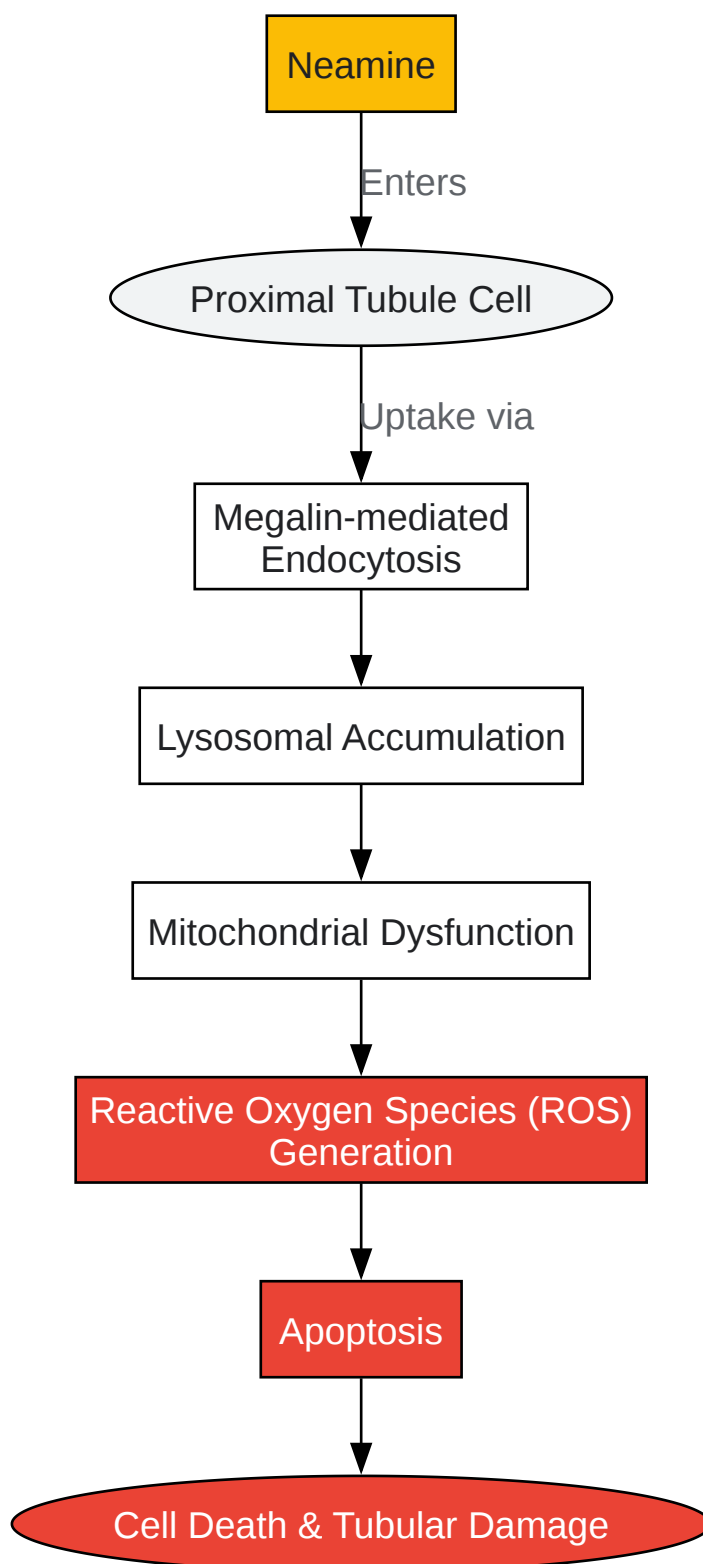 Neamine
Enters
Proximal Tubule Cell
Uptake via
Megalin-mediated
Endocytosis
Lysosomal Accumulation
Mitochondrial Dysfunction
Reactive Oxygen Species (ROS)
Generation
Apoptosis
Cell Death & Tubular Damage